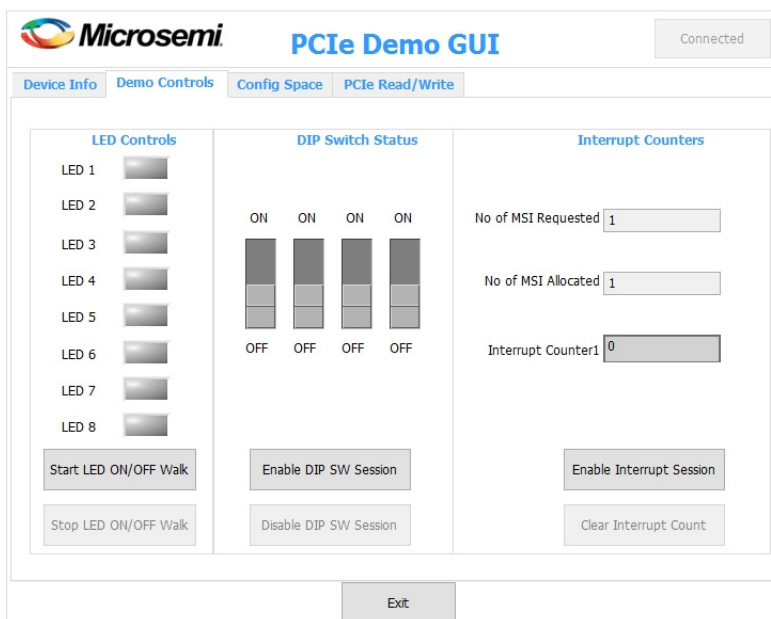 Microsemi.
PCIe Demo GUI
Connected
Device Info
Demo Controls
Config Space
PCIe Read/Write
LED Controls
LED 1
LED 2
LED 3
LED 4
LED 5
LED 6
LED 7
LED 8
Start LED ON/OFF Walk
Stop LED ON/OFF Walk
DIP Switch Status
ON ON ON ON
OFF OFF OFF OFF
Enable DIP SW Session
Disable DIP SW Session
Interrupt Counters
No of MSI Requested 1
No of MSI Allocated 1
Interrupt Counter1 0
Enable Interrupt Session
Clear Interrupt Count
Exit